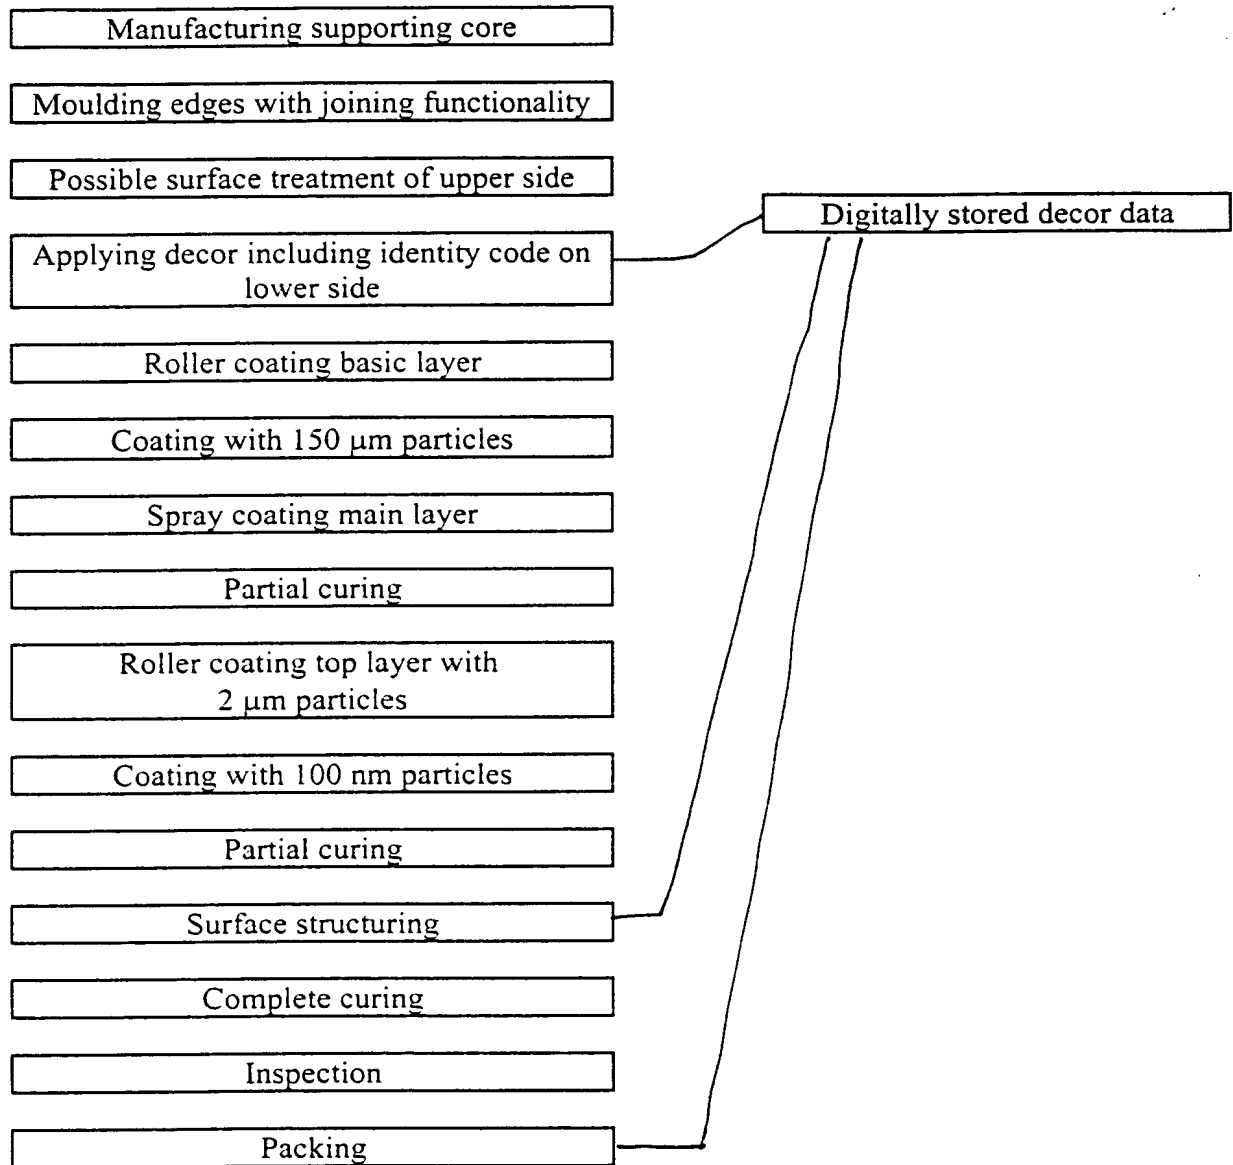 Manufacturing supporting core
Moulding edges with joining functionality
Possible surface treatment of upper side
Digitally stored decor data
Applying decor including identity code on
lower side
Roller coating basic layer
Coating with 150 µm particles
Spray coating main layer
Partial curing
Roller coating top layer with
2 µm particles
Coating with 100 nm particles
Partial curing
Surface structuring
Complete curing
Inspection
Packing